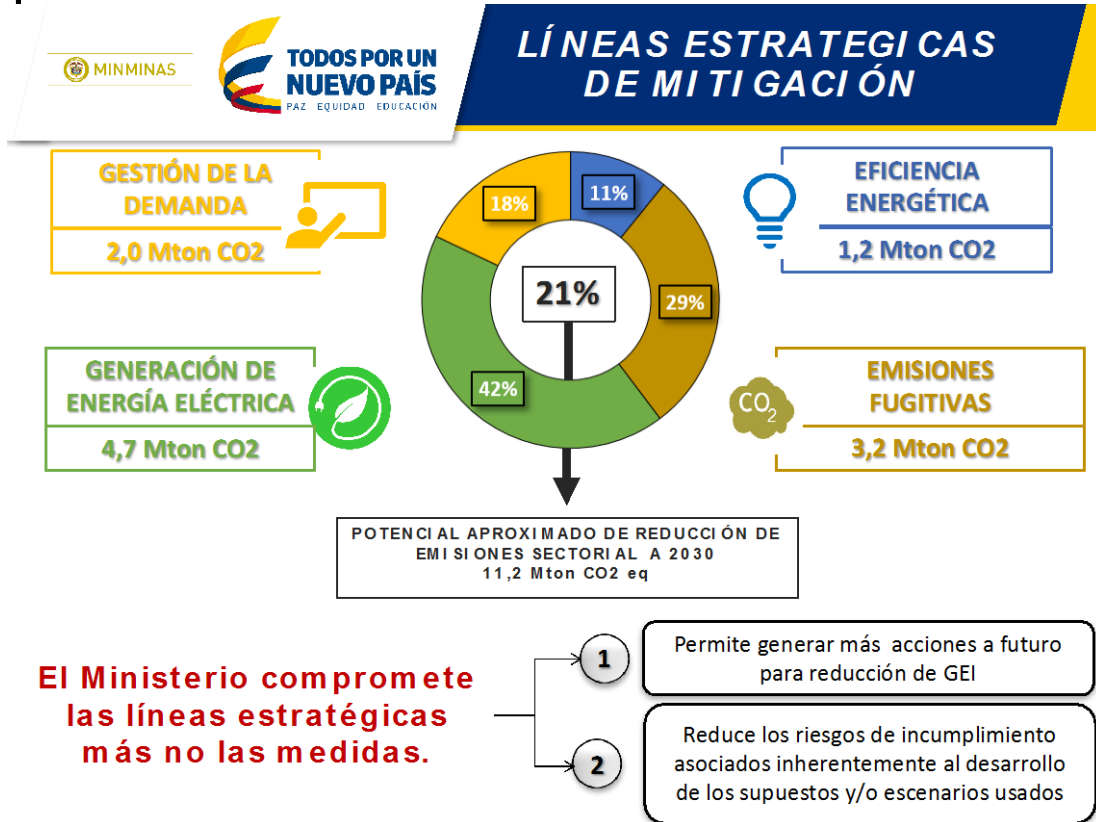 MINMINAS
TODOS POR UN
NUEVO PAÍS
PAZ EQUIDAD EDUCACIÓN
LÍNEAS ESTRATEGICAS
DE MITIGACIÓN
GESTIÓN DE LA
DEMANDA
2,0 Mton CO2
18%
11%
EFICIENCIA
ENERGÉTICA
1,2 Mton CO2
21%
29%
GENERACIÓN DE
ENERGÍA ELÉCTRICA
4,7 Mton CO2
42%
CO2
EMISIONES
FUGITIVAS
3,2 Mton CO2
POTENCIAL APROXIMADO DE REDUCCIÓN DE
EMISIONES SECTORIAL A 2030
11,2 Mton CO2 eq
El Ministerio compromete
las líneas estratégicas
más no las medidas.
1
Permite generar más acciones a futuro
para reducción de GEI
2
Reduce los riesgos de incumplimiento
asociados inherentemente al desarrollo
de los supuestos y/o escenarios usados